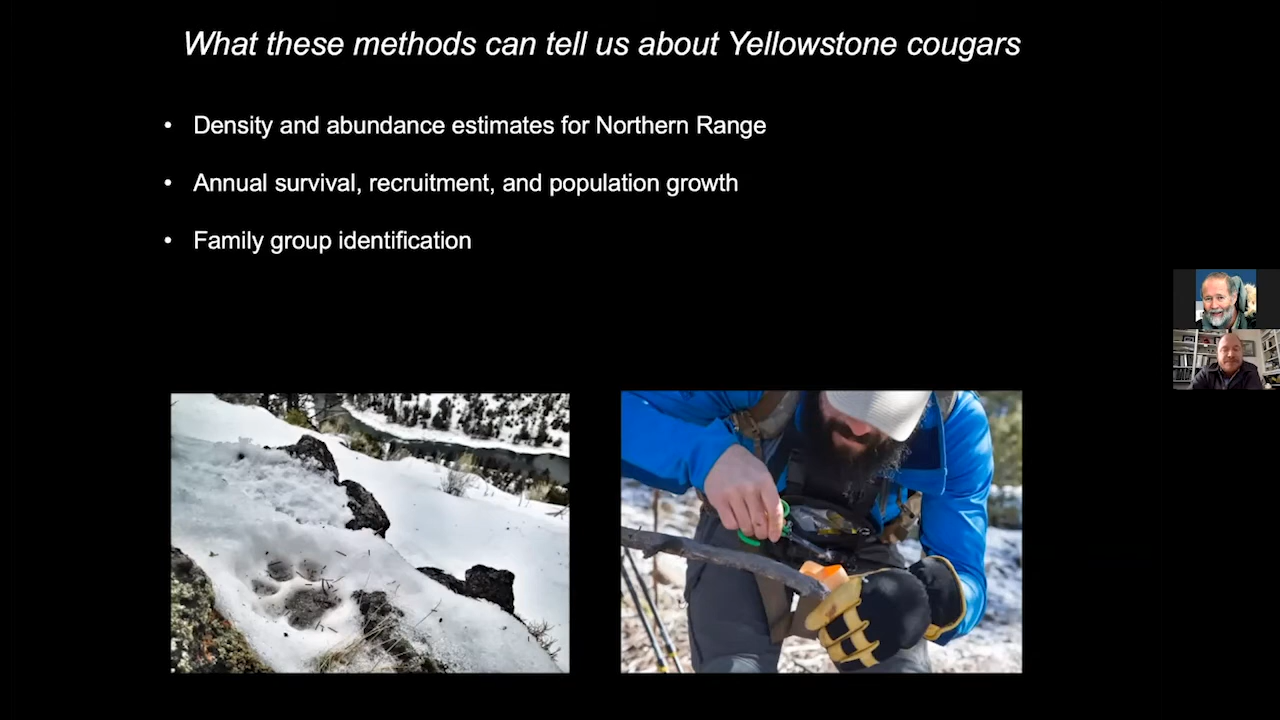 What these methods can tell us about Yellowstone cougars
• Density and abundance estimates for Northern Range
• Annual survival, recruitment, and population growth
• Family group identification